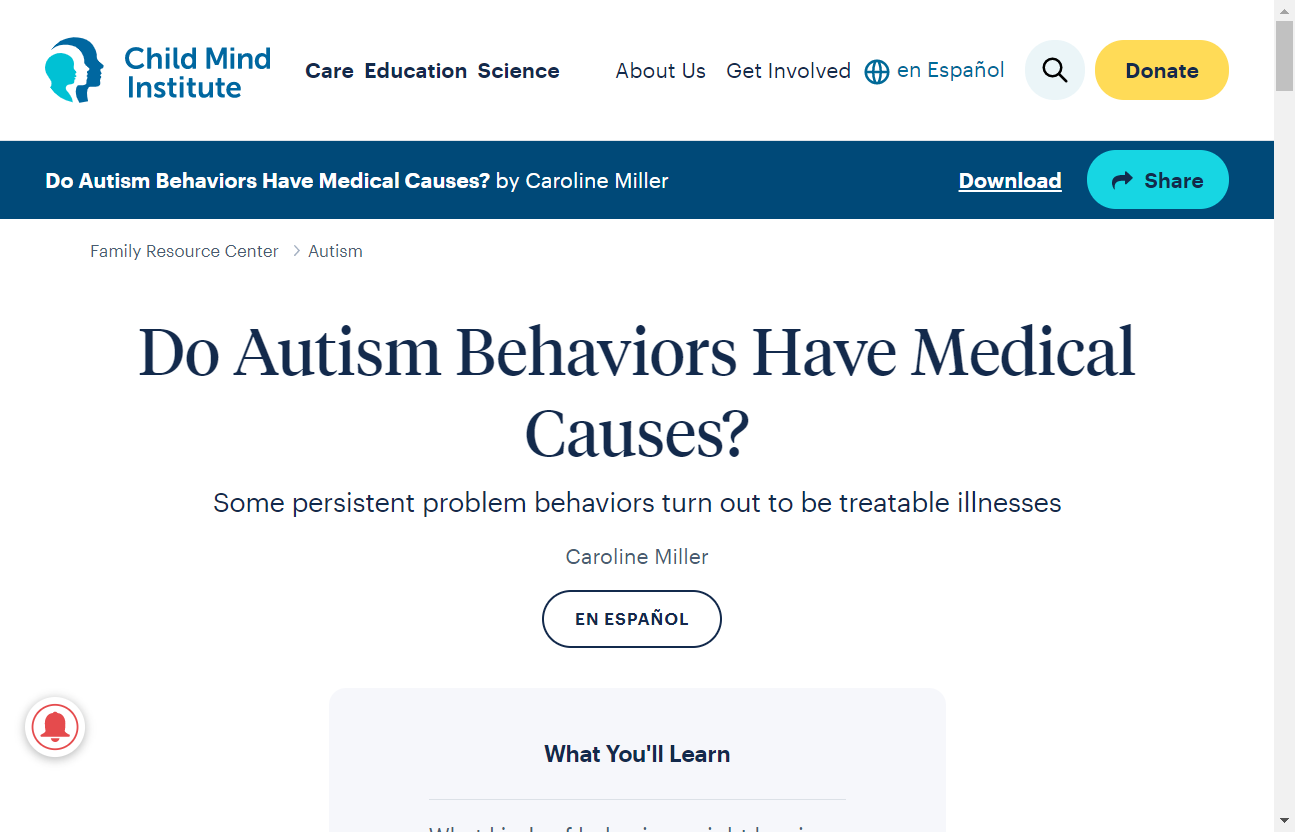 Child Mind
Institute
Care Education Science
About Us Get Involved en Español
Donate
Do Autism Behaviors Have Medical Causes? by Caroline Miller
Download
Share
Family Resource Center > Autism
Do Autism Behaviors Have Medical
Causes?
Some persistent problem behaviors turn out to be treatable illnesses
Caroline Miller
EN ESPAÑOL
What You'll Learn